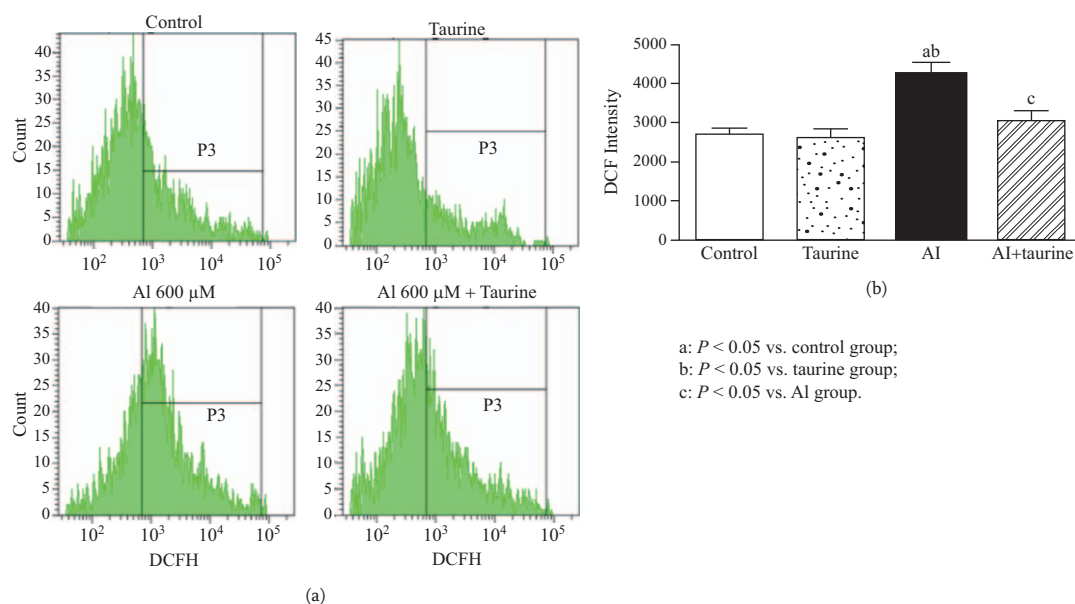 Control
Count
40
35
30
25
20
15
10
5
0
P3
10²
10³
10⁴
10⁵
Taurine
45
40
35
30
25
20
15
10
5
0
P3
10²
10³
10⁴
10⁵
Al 600 μM
Count
40
35
30
25
20
15
10
5
0
P3
10²
10³
10⁴
10⁵
DCFH
Al 600 μM + Taurine
40
35
30
25
20
15
10
5
0
P3
10²
10³
10⁴
10⁵
DCFH
(a)
DCF Intensity
5000
4000
3000
2000
1000
0
ab
c
Control
Taurine
AI
AI+taurine
(b)
a: P < 0.05 vs. control group;
b: P < 0.05 vs. taurine group;
c: P < 0.05 vs. Al group.